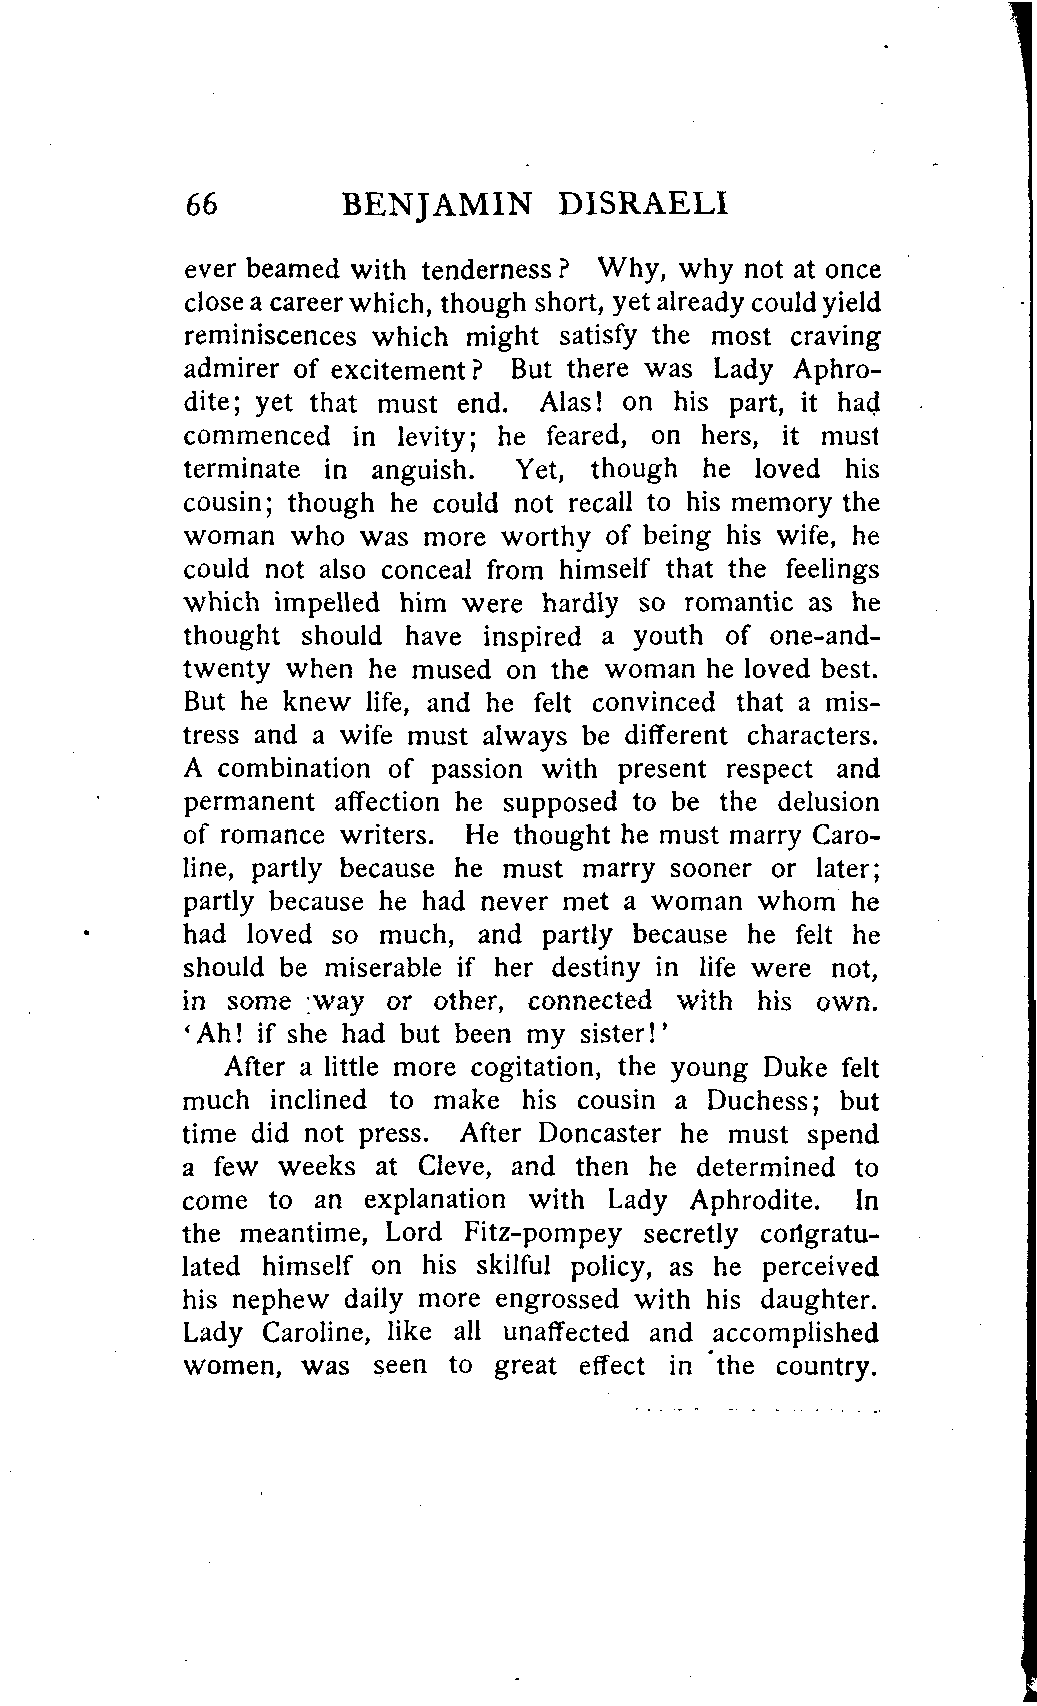 66 BENJAMIN DISRAELI
ever beamed with tenderness? Why, why not at once
close a career which, though short, yet already could yield
reminiscences which might satisfy the most craving
admirer of excitement? But there was Lady Aphro-
dite; yet that must end. Alas! on his part, it had
commenced in levity; he feared, on hers, it must
terminate in anguish. Yet, though he loved his
cousin; though he could not recall to his memory the
woman who was more worthy of being his wife, he
could not also conceal from himself that the feelings
which impelled him were hardly so romantic as he
thought should have inspired a youth of one-and-
twenty when he mused on the woman he loved best.
But he knew life, and he felt convinced that a mis-
tress and a wife must always be different characters.
A combination of passion with present respect and
permanent affection he supposed to be the delusion
of romance writers. He thought he must marry Caro-
line, partly because he must marry sooner or later;
partly because he had never met a woman whom he
had loved so much, and partly because he felt he
should be miserable if her destiny in life were not,
in some way or other, connected with his own.
‘Ah! if she had but been my sister!’
After a little more cogitation, the young Duke felt
much inclined to make his cousin a Duchess; but
time did not press. After Doncaster he must spend
a few weeks at Cleve, and then he determined to
come to an explanation with Lady Aphrodite. In
the meantime, Lord Fitz-pompey secretly congratu-
lated himself on his skilful policy, as he perceived
his nephew daily more engrossed with his daughter.
Lady Caroline, like all unaffected and accomplished
women, was seen to great effect in the country.